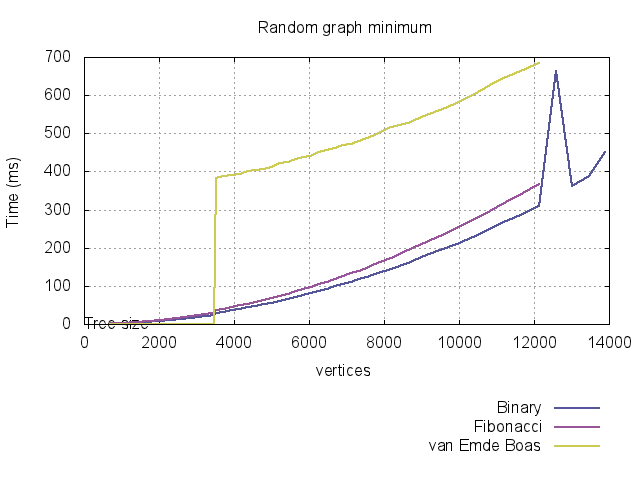 Random graph minimum
700
600
500
400
300
200
100
0
Time (ms)
Tree size
0 2000 4000 6000 8000 10000 12000 14000
vertices
Binary
Fibonacci
van Emde Boas